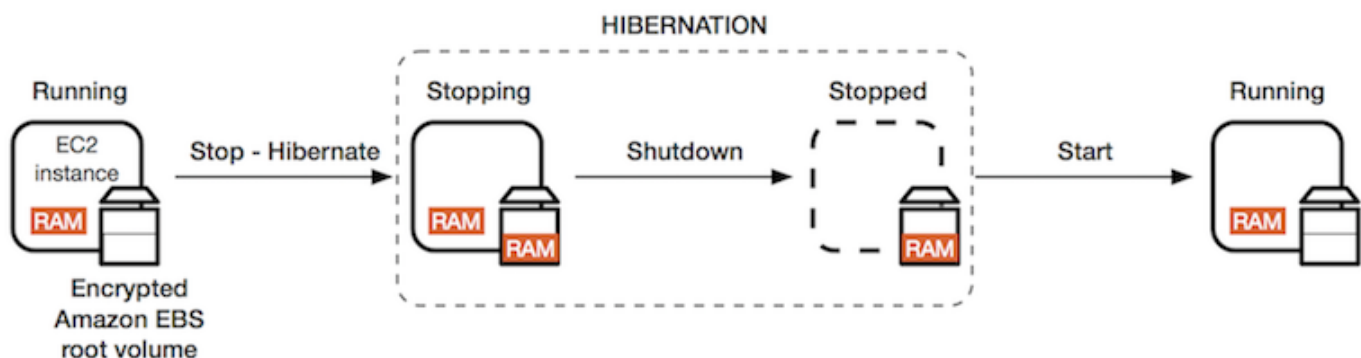 HIBERNATION
Running
Stopping
Stopped
Running
EC2
instance
RAM
Stop - Hibernate
RAM
RAM
Shutdown
RAM
Start
RAM
Encrypted
Amazon EBS
root volume